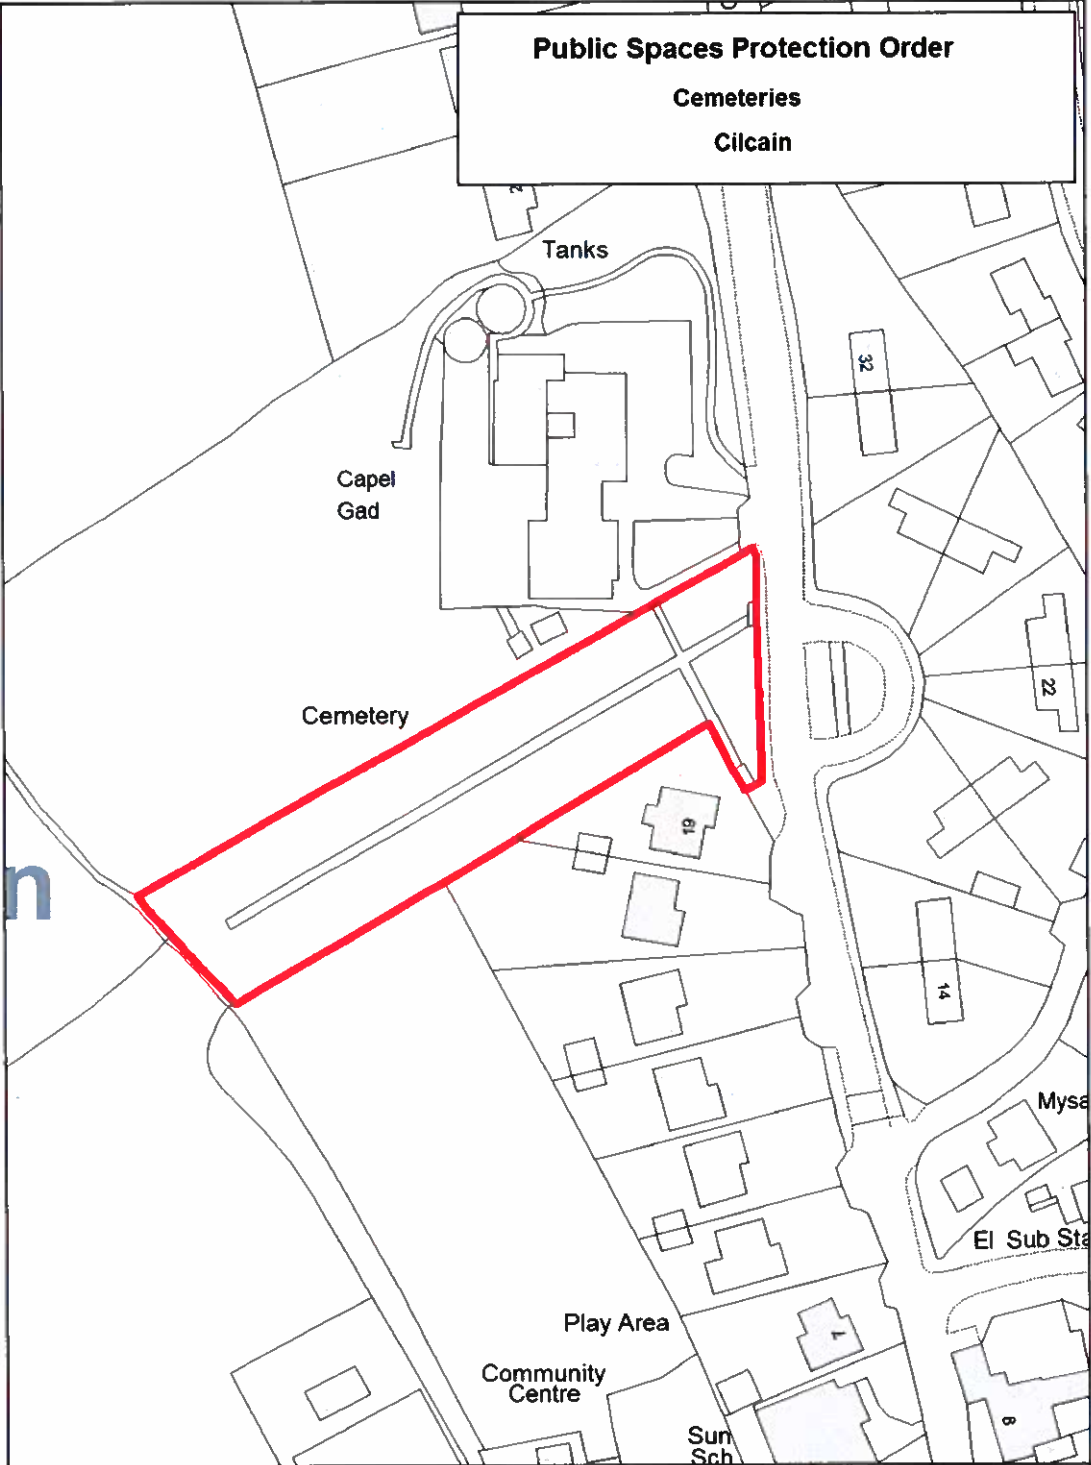 Public Spaces Protection Order
Cemeteries
Cilcain
Tanks
32
Capel
Gad
22
Cemetery
19
n
14
Mysa
El Sub Sta
Play Area
Community
Centre
8
Sun
Sch